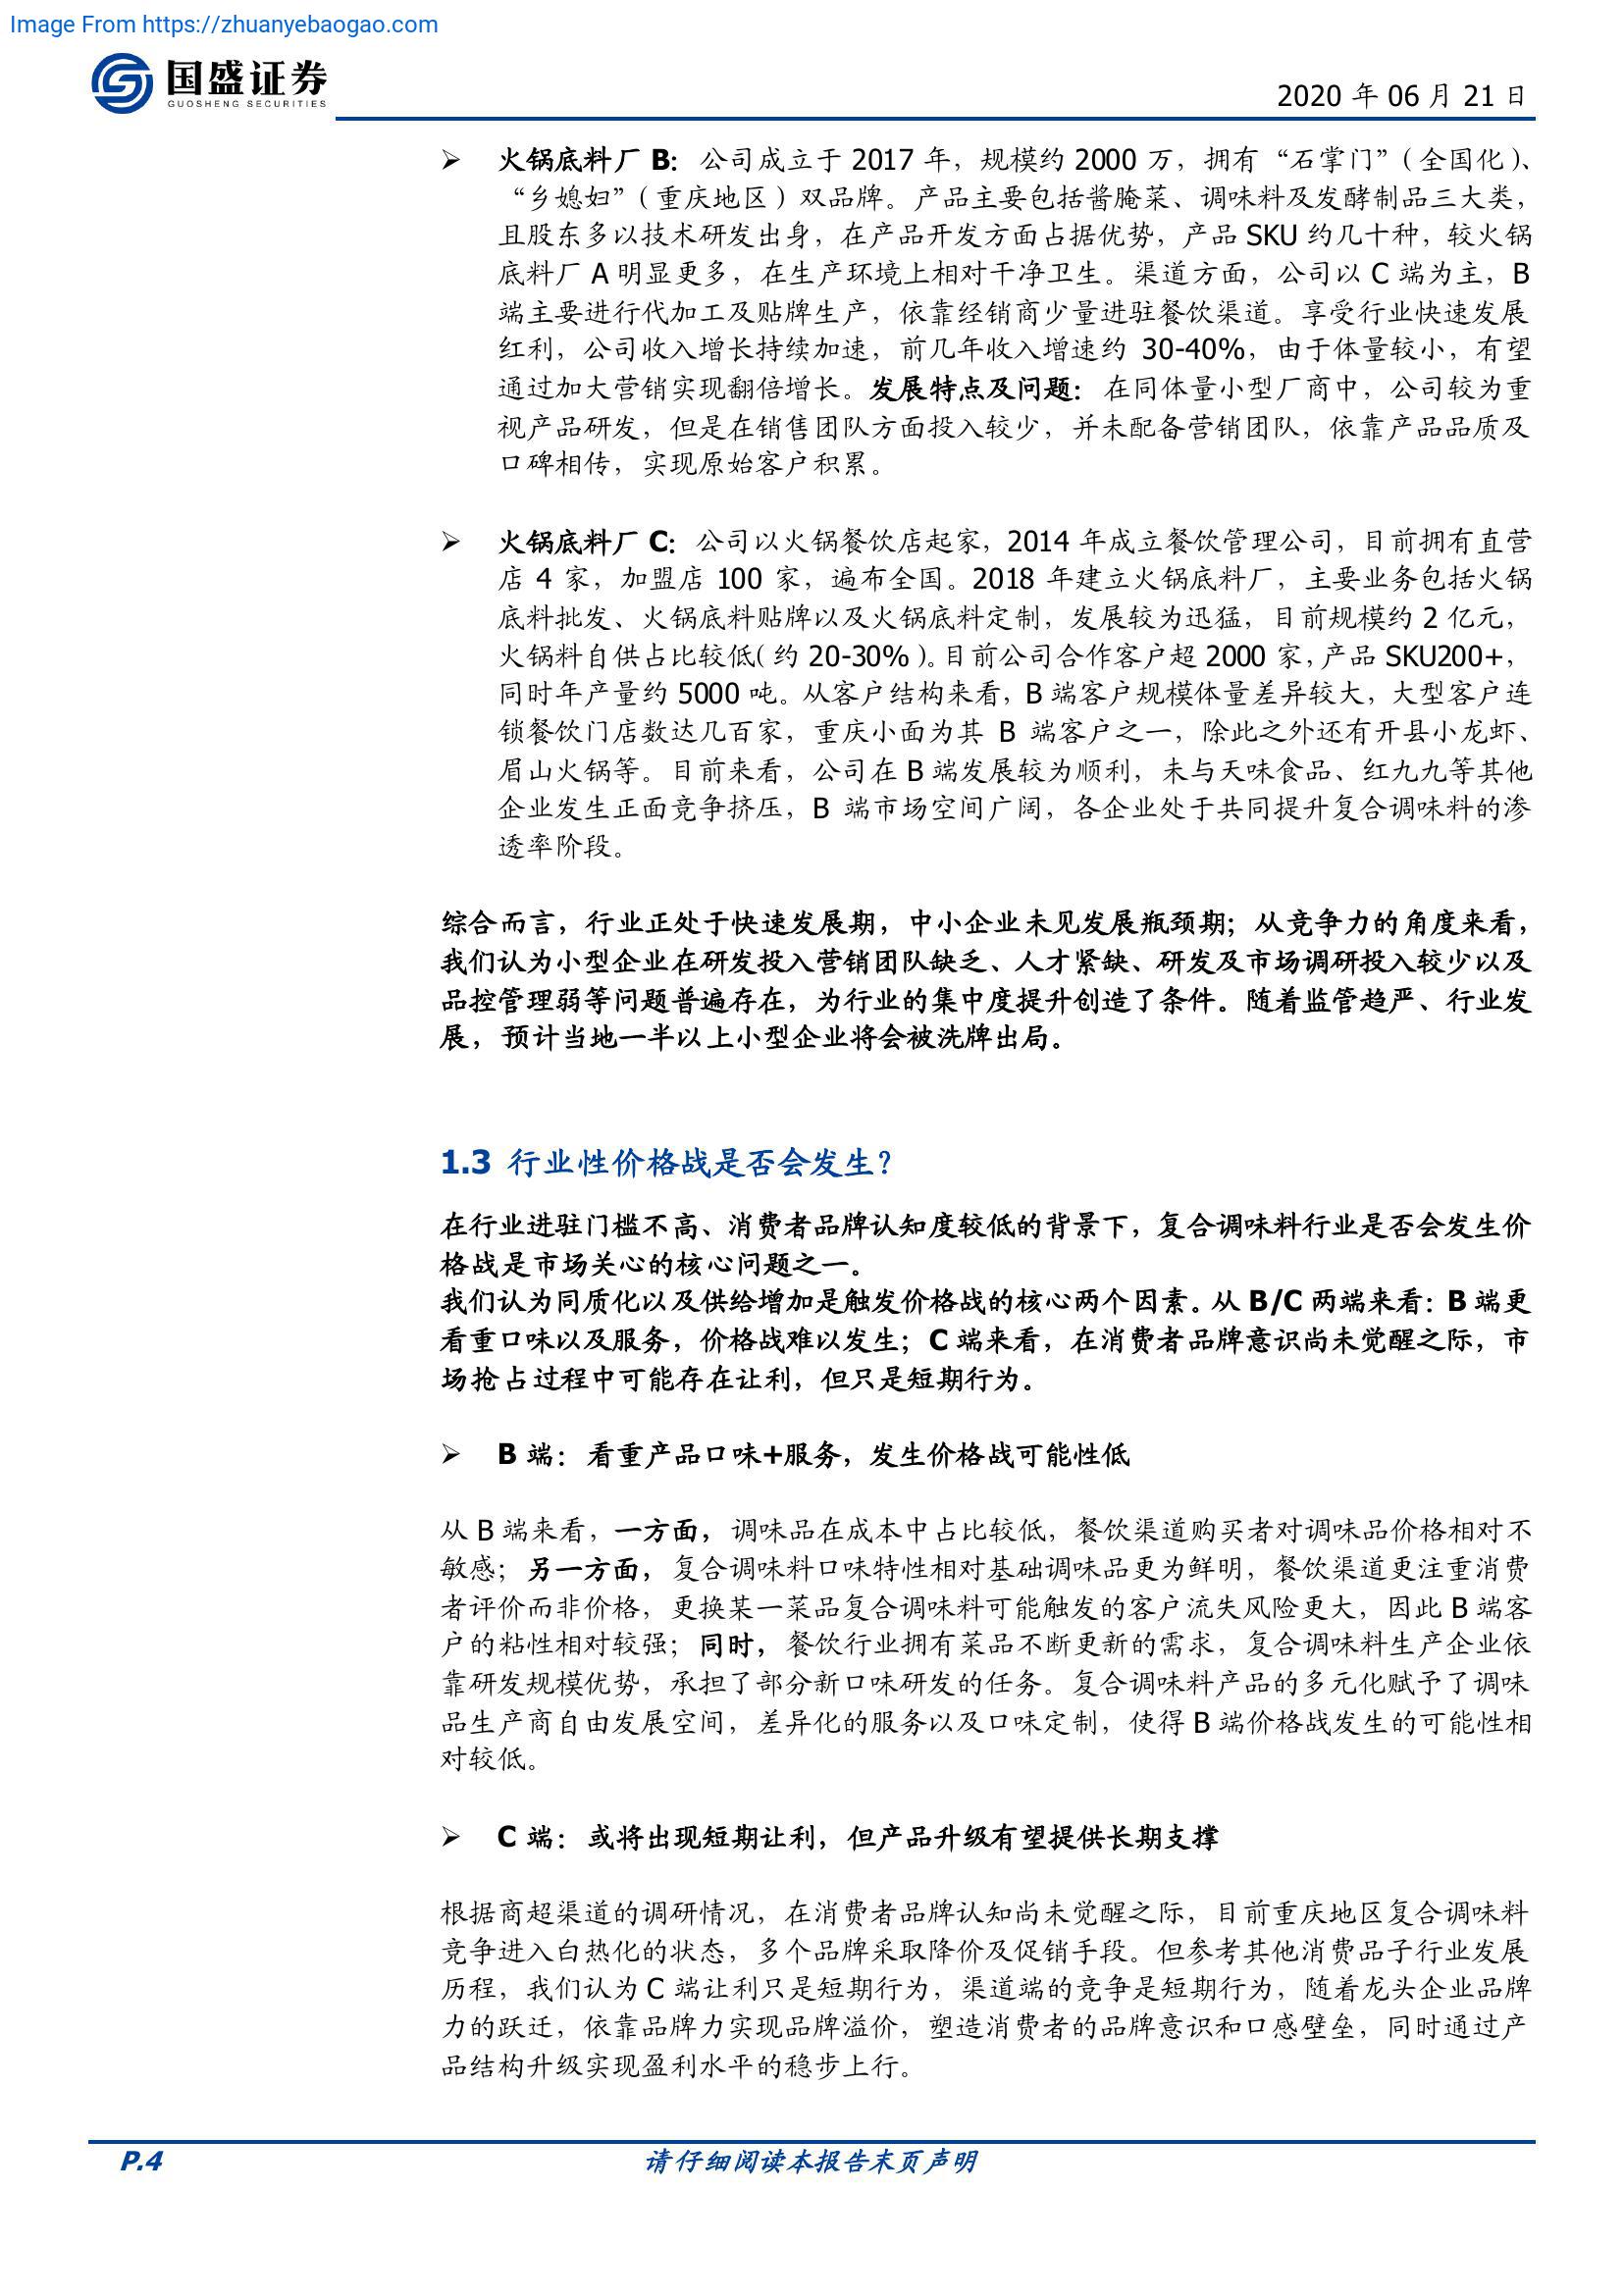 Image From https://zhuanyebaogao.com
国盛证券
GUOSHENG SECURITIES
2020 年 06 月 21 日
➢ 火锅底料厂 B：公司成立于 2017 年，规模约 2000 万，拥有“石掌门”（全国化）、
“乡媳妇”（重庆地区）双品牌。产品主要包括酱腌菜、调味料及发酵制品三大类，
且股东多以技术研发出身，在产品开发方面占据优势，产品 SKU 约几十种，较火锅
底料厂 A 明显更多，在生产环境上相对干净卫生。渠道方面，公司以 C 端为主，B
端主要进行代加工及贴牌生产，依靠经销商少量进驻餐饮渠道。享受行业快速发展
红利，公司收入增长持续加速，前几年收入增速约 30-40%，由于体量较小，有望
通过加大营销实现翻倍增长。发展特点及问题：在同体量小型厂商中，公司较为重
视产品研发，但是在销售团队方面投入较少，并未配备营销团队，依靠产品品质及
口碑相传，实现原始客户积累。
➢ 火锅底料厂 C：公司以火锅餐饮店起家，2014 年成立餐饮管理公司，目前拥有直营
店 4 家，加盟店 100 家，遍布全国。2018 年建立火锅底料厂，主要业务包括火锅
底料批发、火锅底料贴牌以及火锅底料定制，发展较为迅猛，目前规模约 2 亿元，
火锅料自供占比较低（约 20-30%）。目前公司合作客户超 2000 家，产品 SKU200+，
同时年产量约 5000 吨。从客户结构来看，B 端客户规模体量差异较大，大型客户连
锁餐饮门店数达几百家，重庆小面为其 B 端客户之一，除此之外还有开县小龙虾、
眉山火锅等。目前来看，公司在 B 端发展较为顺利，未与天味食品、红九九等其他
企业发生正面竞争挤压，B 端市场空间广阔，各企业处于共同提升复合调味料的渗
透率阶段。
综合而言，行业正处于快速发展期，中小企业未见发展瓶颈期；从竞争力的角度来看，
我们认为小型企业在研发投入营销团队缺乏、人才紧缺、研发及市场调研投入较少以及
品控管理弱等问题普遍存在，为行业的集中度提升创造了条件。随着监管趋严、行业发
展，预计当地一半以上小型企业将会被洗牌出局。
1.3 行业性价格战是否会发生？
在行业进驻门槛不高、消费者品牌认知度较低的背景下，复合调味料行业是否会发生价
格战是市场关心的核心问题之一。
我们认为同质化以及供给增加是触发价格战的核心两个因素。从 B/C 两端来看：B 端更
看重口味以及服务，价格战难以发生；C 端来看，在消费者品牌意识尚未觉醒之际，市
场抢占过程中可能存在让利，但只是短期行为。
➢ B 端：看重产品口味+服务，发生价格战可能性低
从 B 端来看，一方面，调味品在成本中占比较低，餐饮渠道购买者对调味品价格相对不
敏感；另一方面，复合调味料口味特性相对基础调味品更为鲜明，餐饮渠道更注重消费
者评价而非价格，更换某一菜品复合调味料可能触发的客户流失风险更大，因此 B 端客
户的粘性相对较强；同时，餐饮行业拥有菜品不断更新的需求，复合调味料生产企业依
靠研发规模优势，承担了部分新口味研发的任务。复合调味料产品的多元化赋予了调味
品生产商自由发展空间，差异化的服务以及口味定制，使得 B 端价格战发生的可能性相
对较低。
➢ C 端：或将出现短期让利，但产品升级有望提供长期支撑
根据商超渠道的调研情况，在消费者品牌认知尚未觉醒之际，目前重庆地区复合调味料
竞争进入白热化的状态，多个品牌采取降价及促销手段。但参考其他消费品子行业发展
历程，我们认为 C 端让利只是短期行为，渠道端的竞争是短期行为，随着龙头企业品牌
力的跃迁，依靠品牌力实现品牌溢价，塑造消费者的品牌意识和口感壁垒，同时通过产
品结构升级实现盈利水平的稳步上行。
P.4
请仔细阅读本报告末页声明